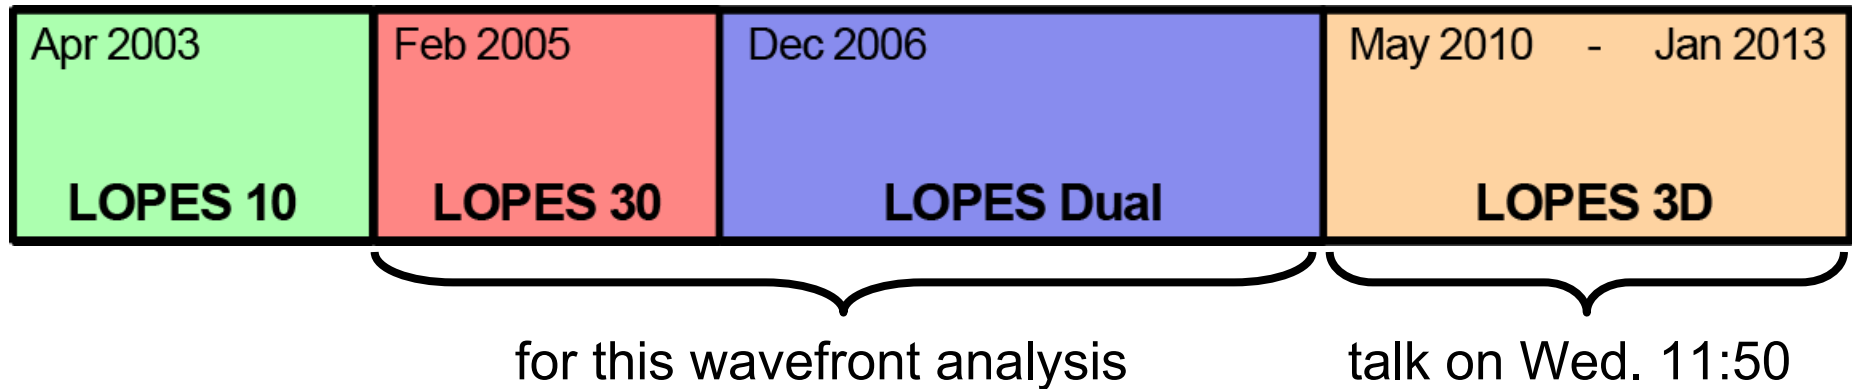 Apr 2003
Feb 2005
Dec 2006
May 2010 - Jan 2013
LOPES 10
LOPES 30
LOPES Dual
LOPES 3D
for this wavefront analysis
talk on Wed. 11:50